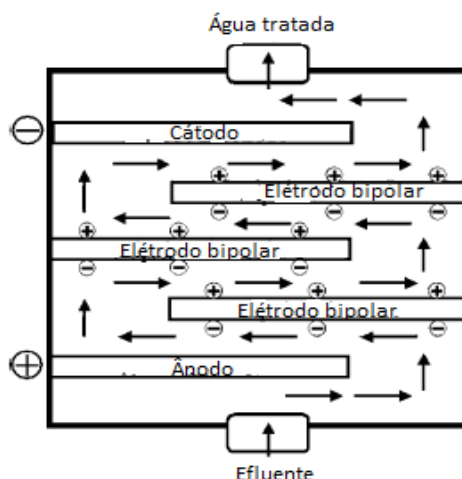 Água tratada
Cátodo
Elétrodo bipolar
Elétrodo bipolar
Elétrodo bipolar
Ânodo
Efluente